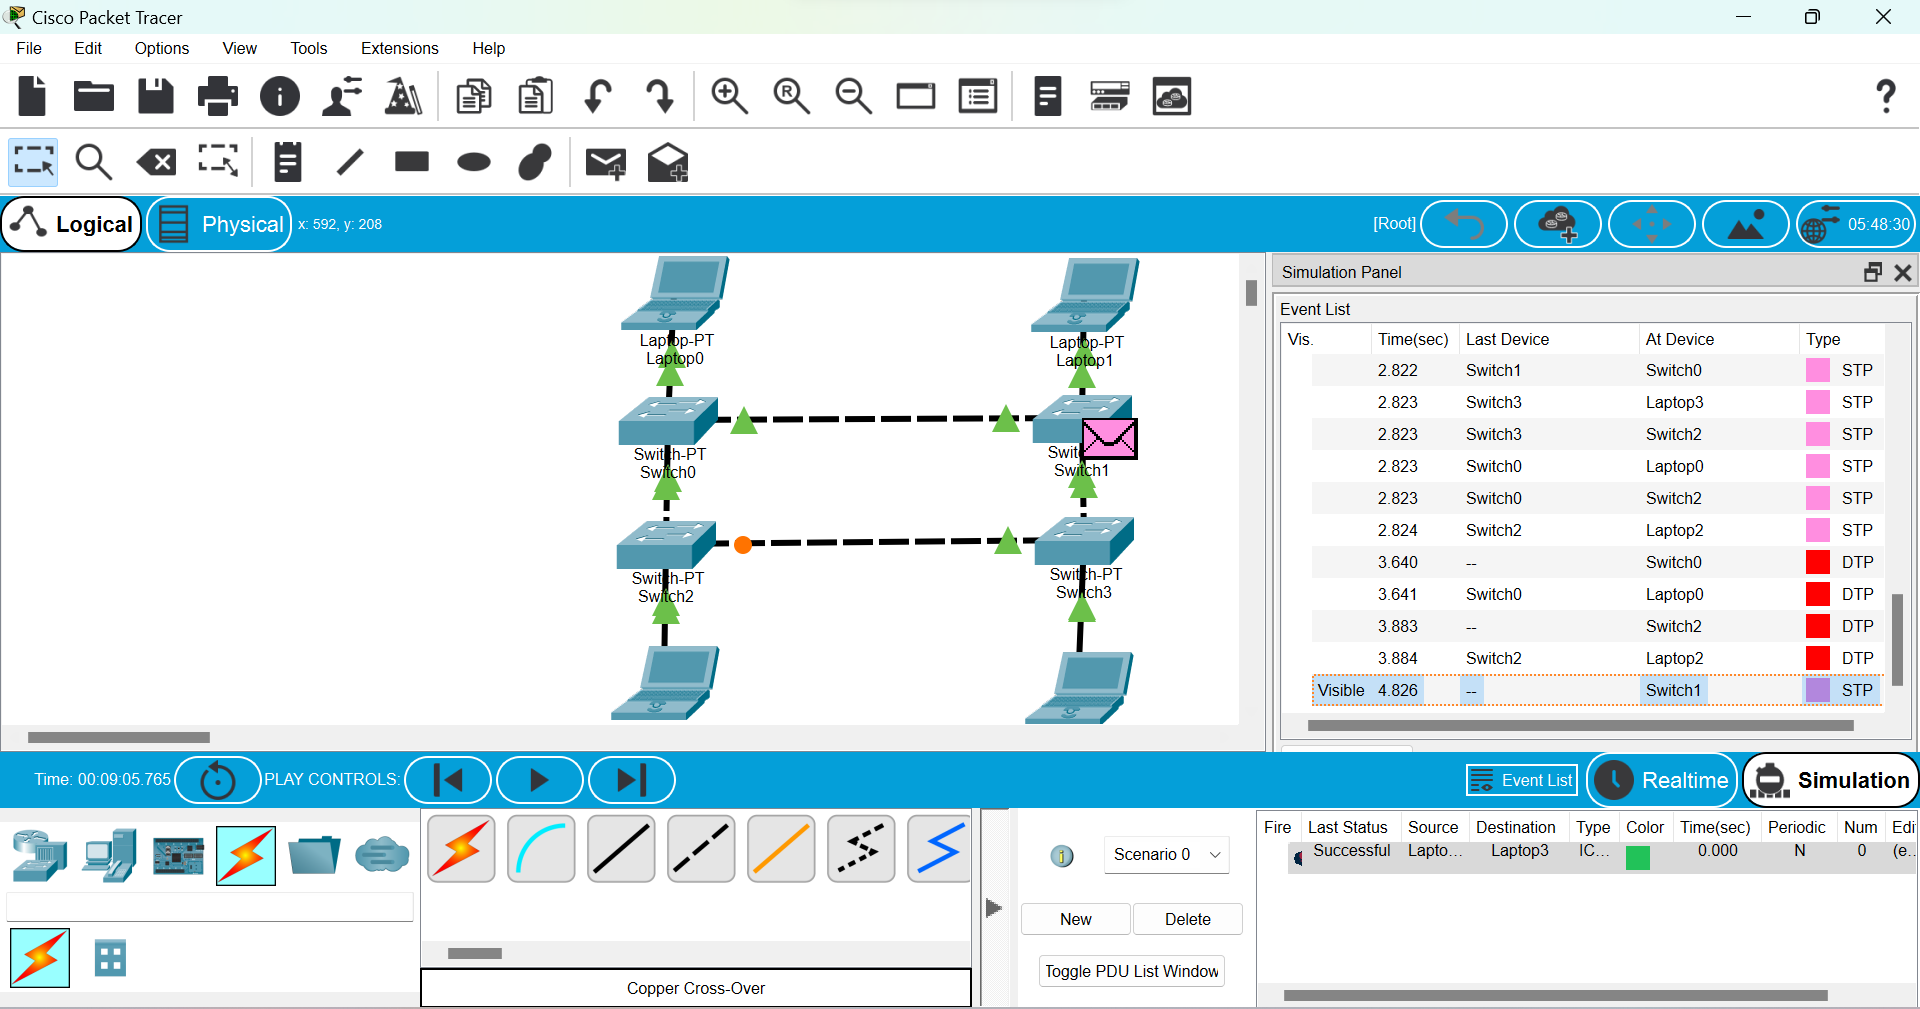 Cisco Packet Tracer
File Edit Options View Tools Extensions Help
Logical Physical x: 592, y: 208 [Root] 05:48:30
Laptop-PT
Laptop0
Laptop-PT
Laptop1
Switch-PT
Switch0
Switch1
Switch-PT
Switch2
Switch-PT
Switch3
Simulation Panel
Event List
Vis. Time(sec) Last Device At Device Type
2.822 Switch1 Switch0 STP
2.823 Switch3 Laptop3 STP
2.823 Switch3 Switch2 STP
2.823 Switch0 Laptop0 STP
2.823 Switch0 Switch2 STP
2.824 Switch2 Laptop2 STP
3.640 -- Switch0 DTP
3.641 Switch0 Laptop0 DTP
3.883 -- Switch2 DTP
3.884 Switch2 Laptop2 DTP
Visible 4.826 -- Switch1 STP
Time: 00:09:05.765 PLAY CONTROLS: Event List Realtime Simulation
Scenario 0
New Delete
Toggle PDU List Window
Copper Cross-Over
Fire Last Status Source Destination Type Color Time(sec) Periodic Num Edi
Successful Lapto... Laptop3 IC... 0.000 N 0 (e..